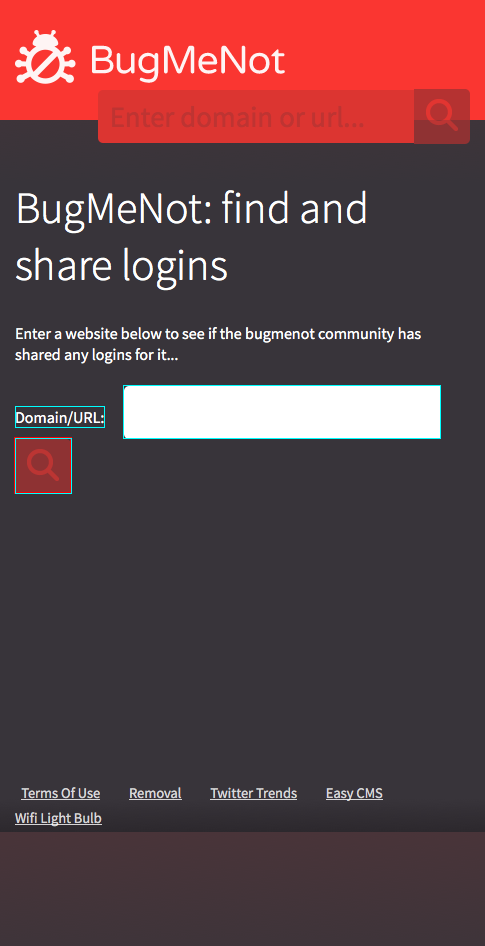 BugMeNot
Enter domain or url...
BugMeNot: find and
share logins
Enter a website below to see if the bugmenot community has
shared any logins for it...
Domain/URL:
Terms Of Use Removal Twitter Trends Easy CMS
Wifi Light Bulb